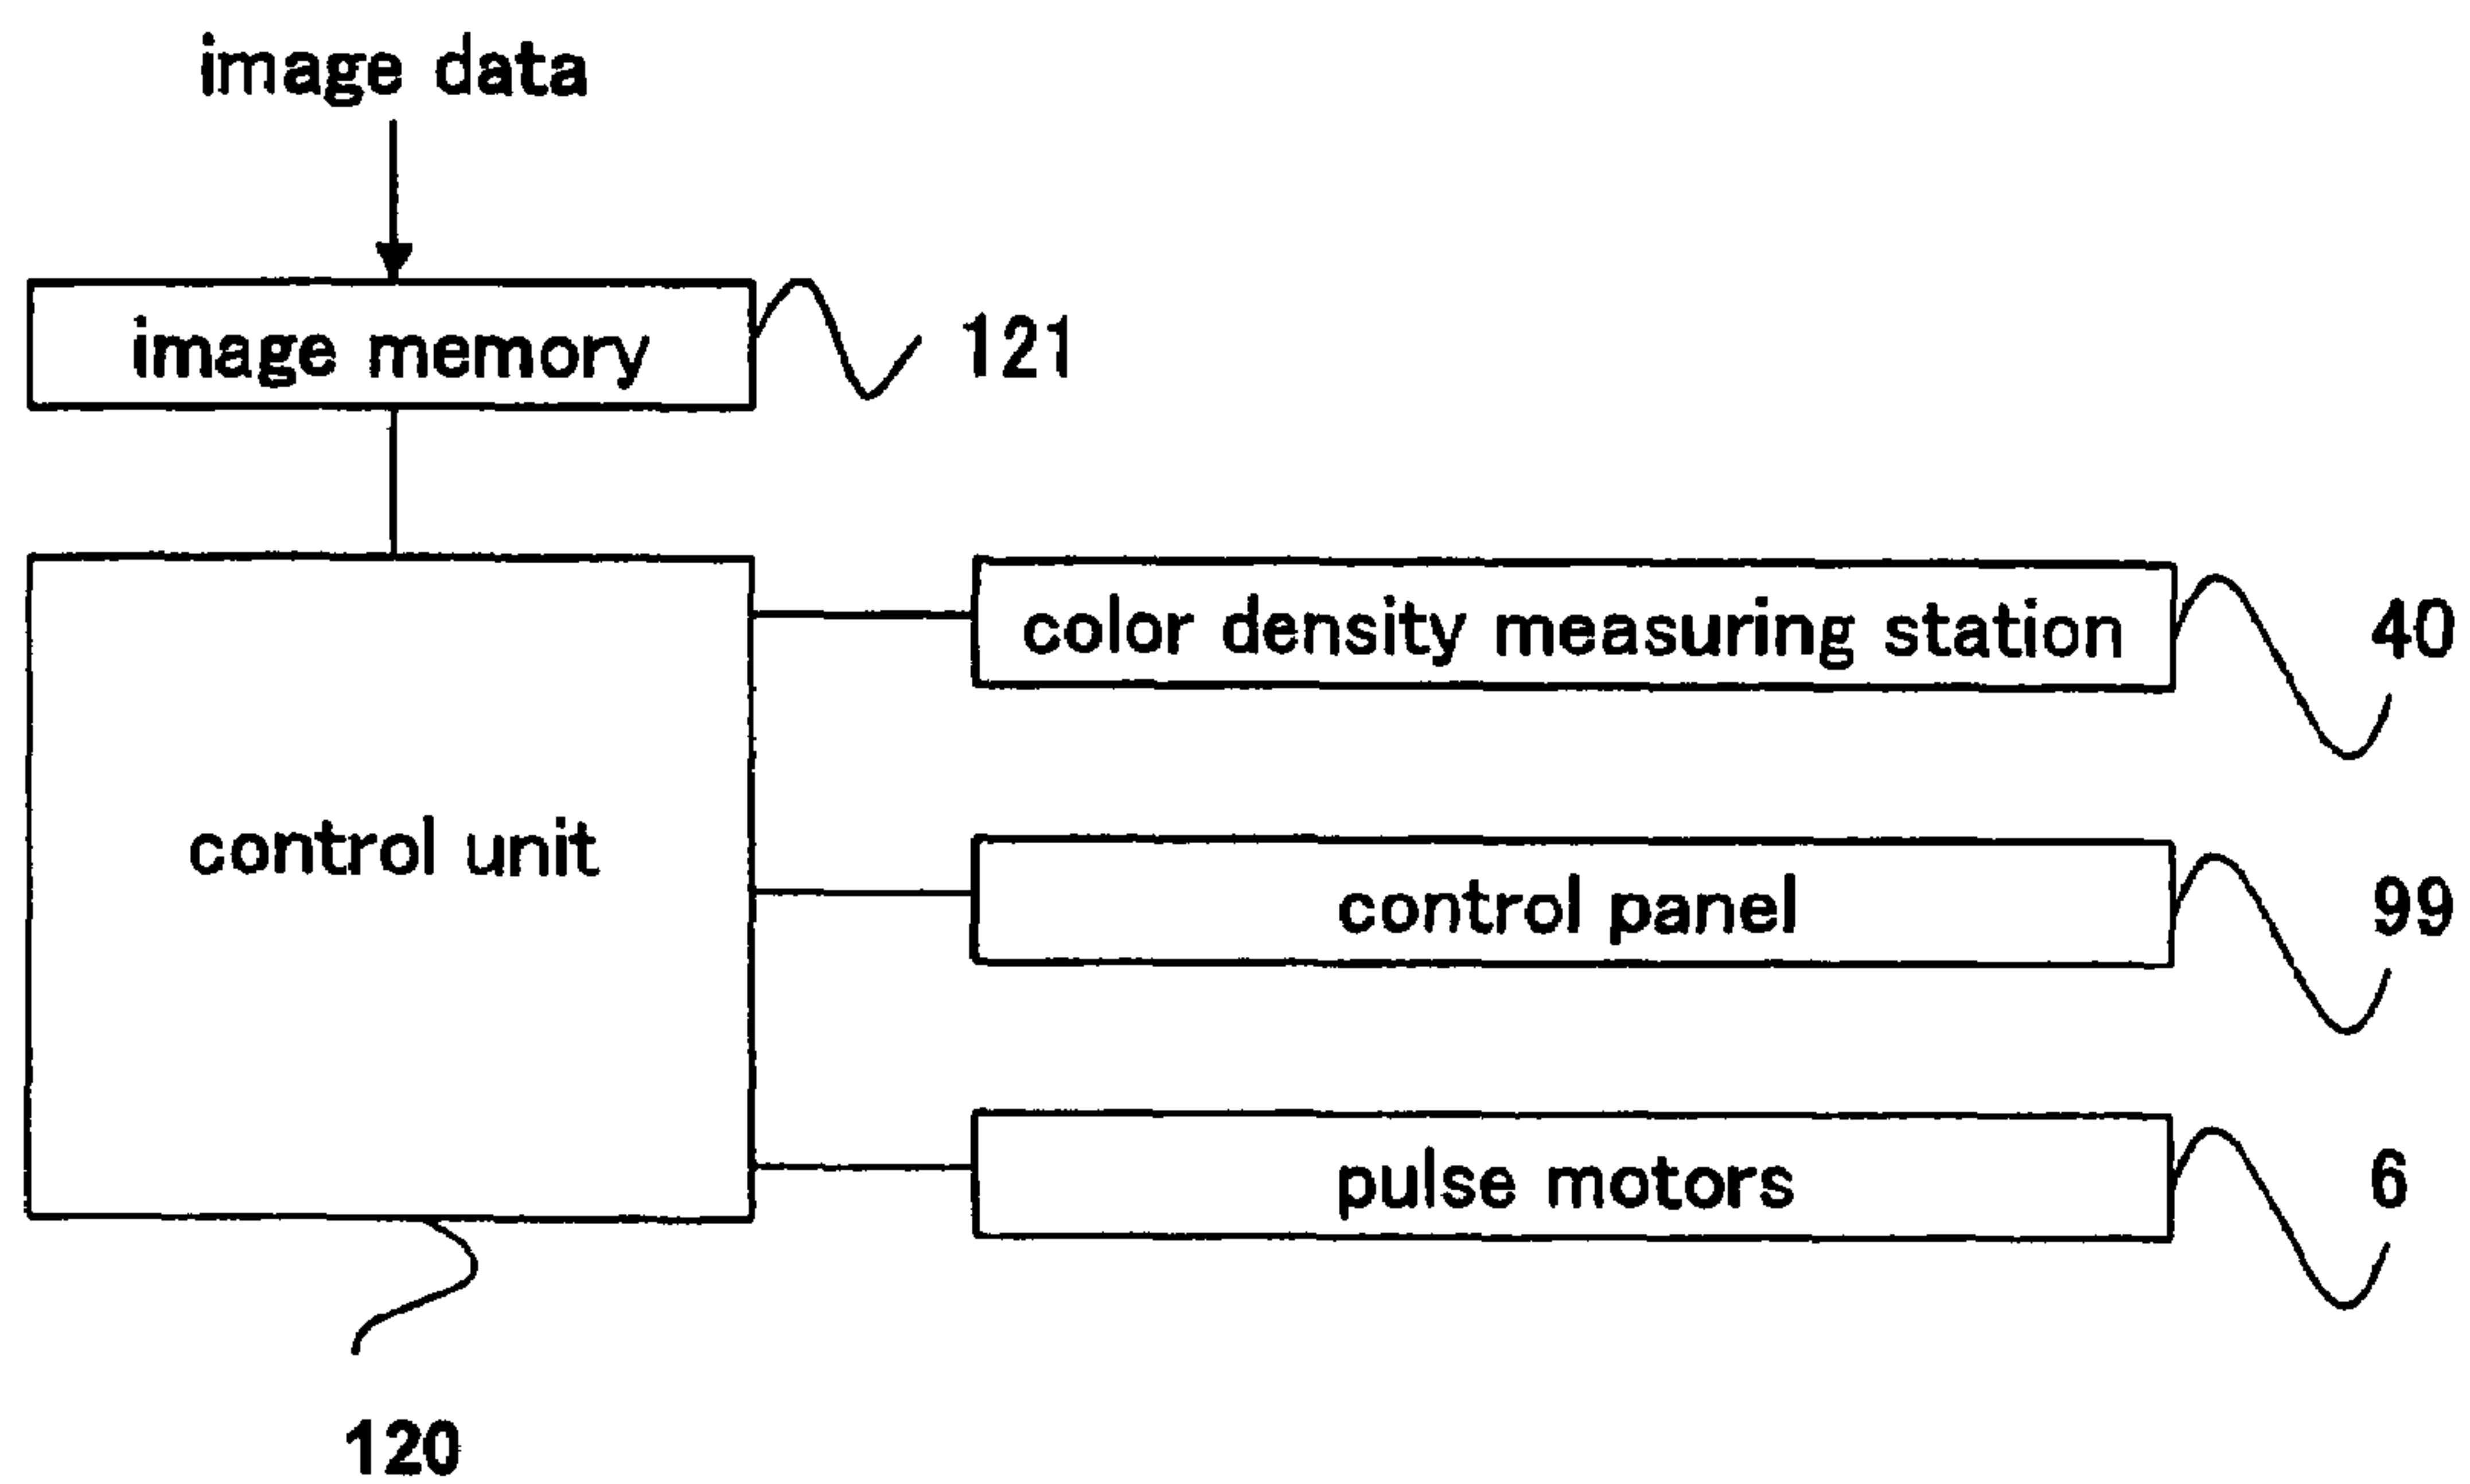 image data
image memory
121
color density measuring station
40
control unit
control panel
99
pulse motors
6
120